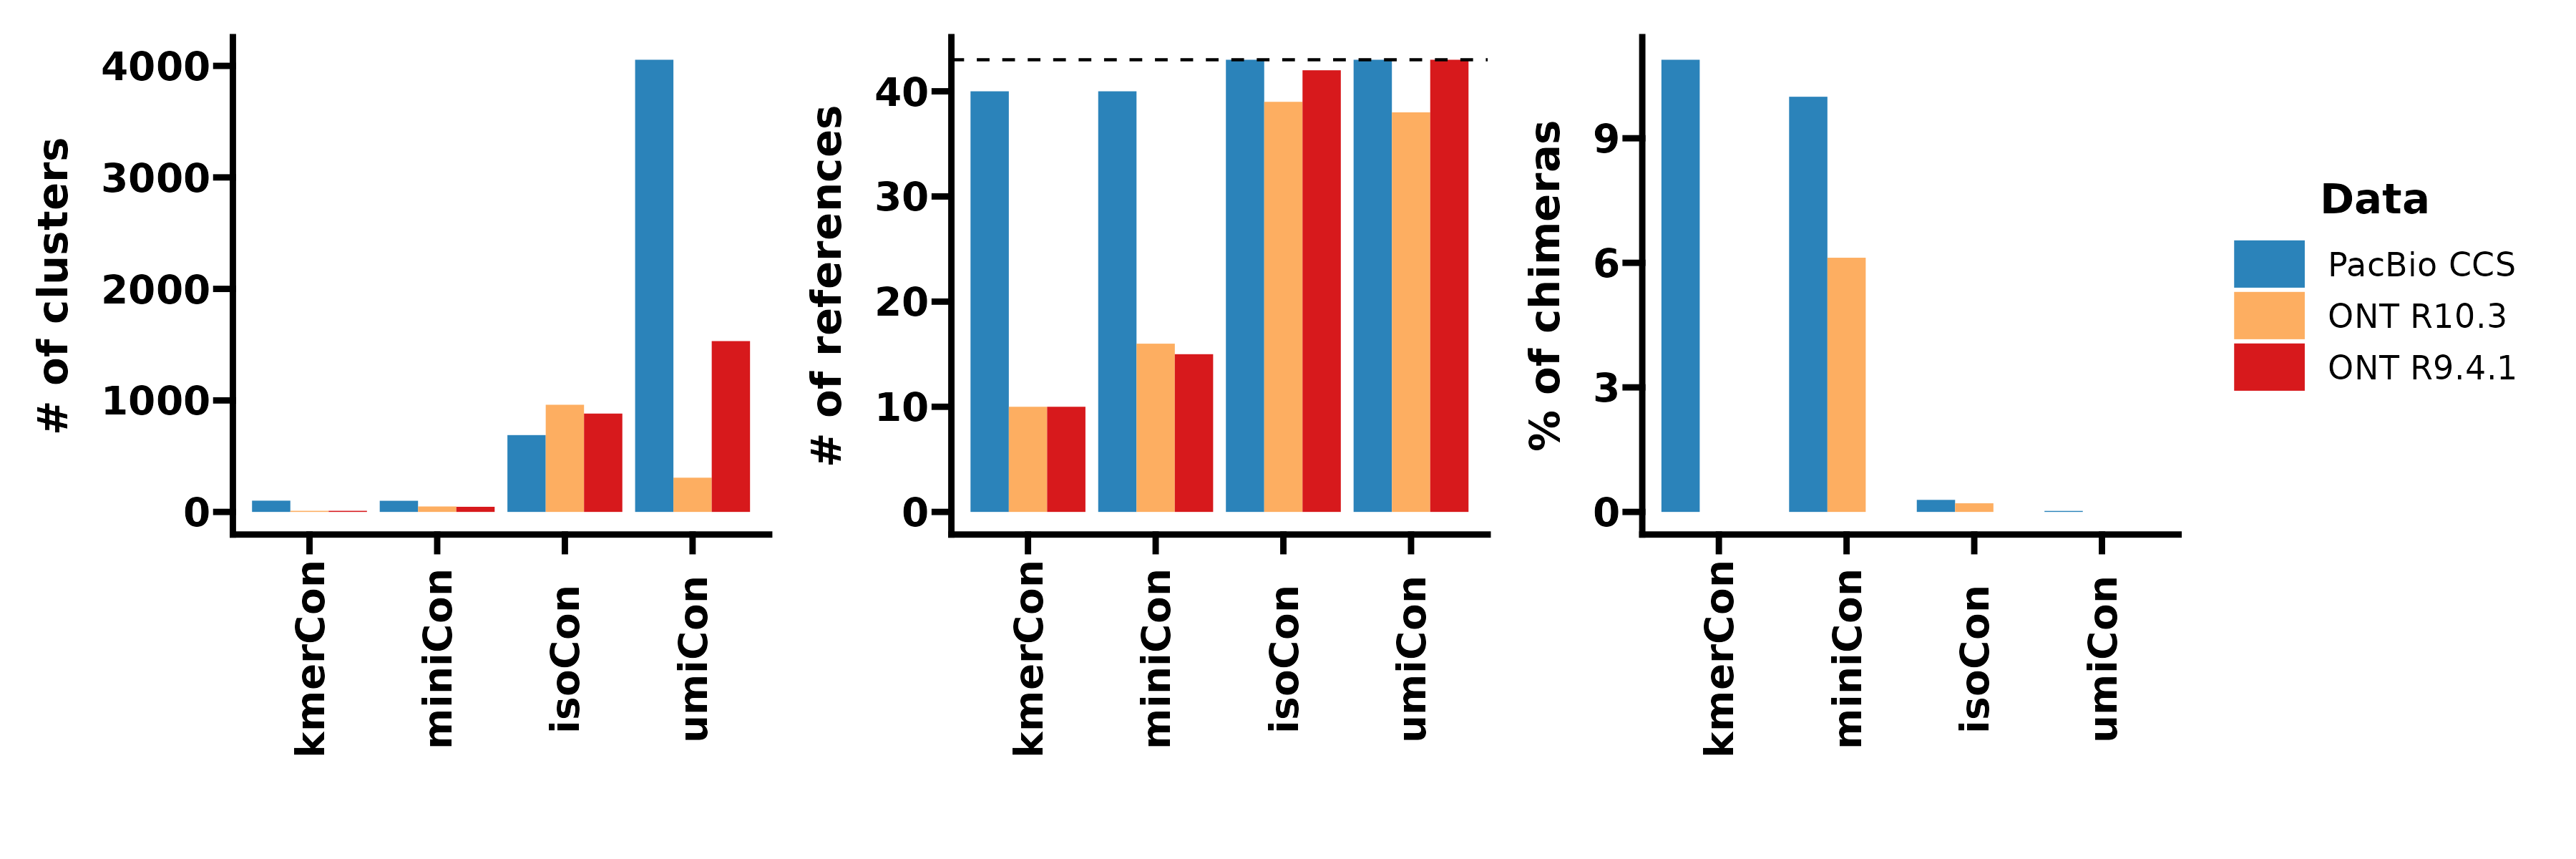 # of clusters
4000
3000
2000
1000
0
kmerCon
miniCon
isoCon
umiCon
# of references
40
30
20
10
0
kmerCon
miniCon
isoCon
umiCon
% of chimeras
9
6
3
0
kmerCon
miniCon
isoCon
umiCon
Data
PacBio CCS
ONT R10.3
ONT R9.4.1